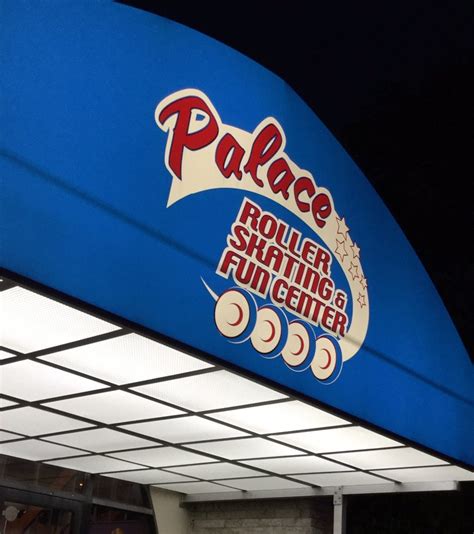 Palace
ROLLER
SKATING &
FUN CENTER